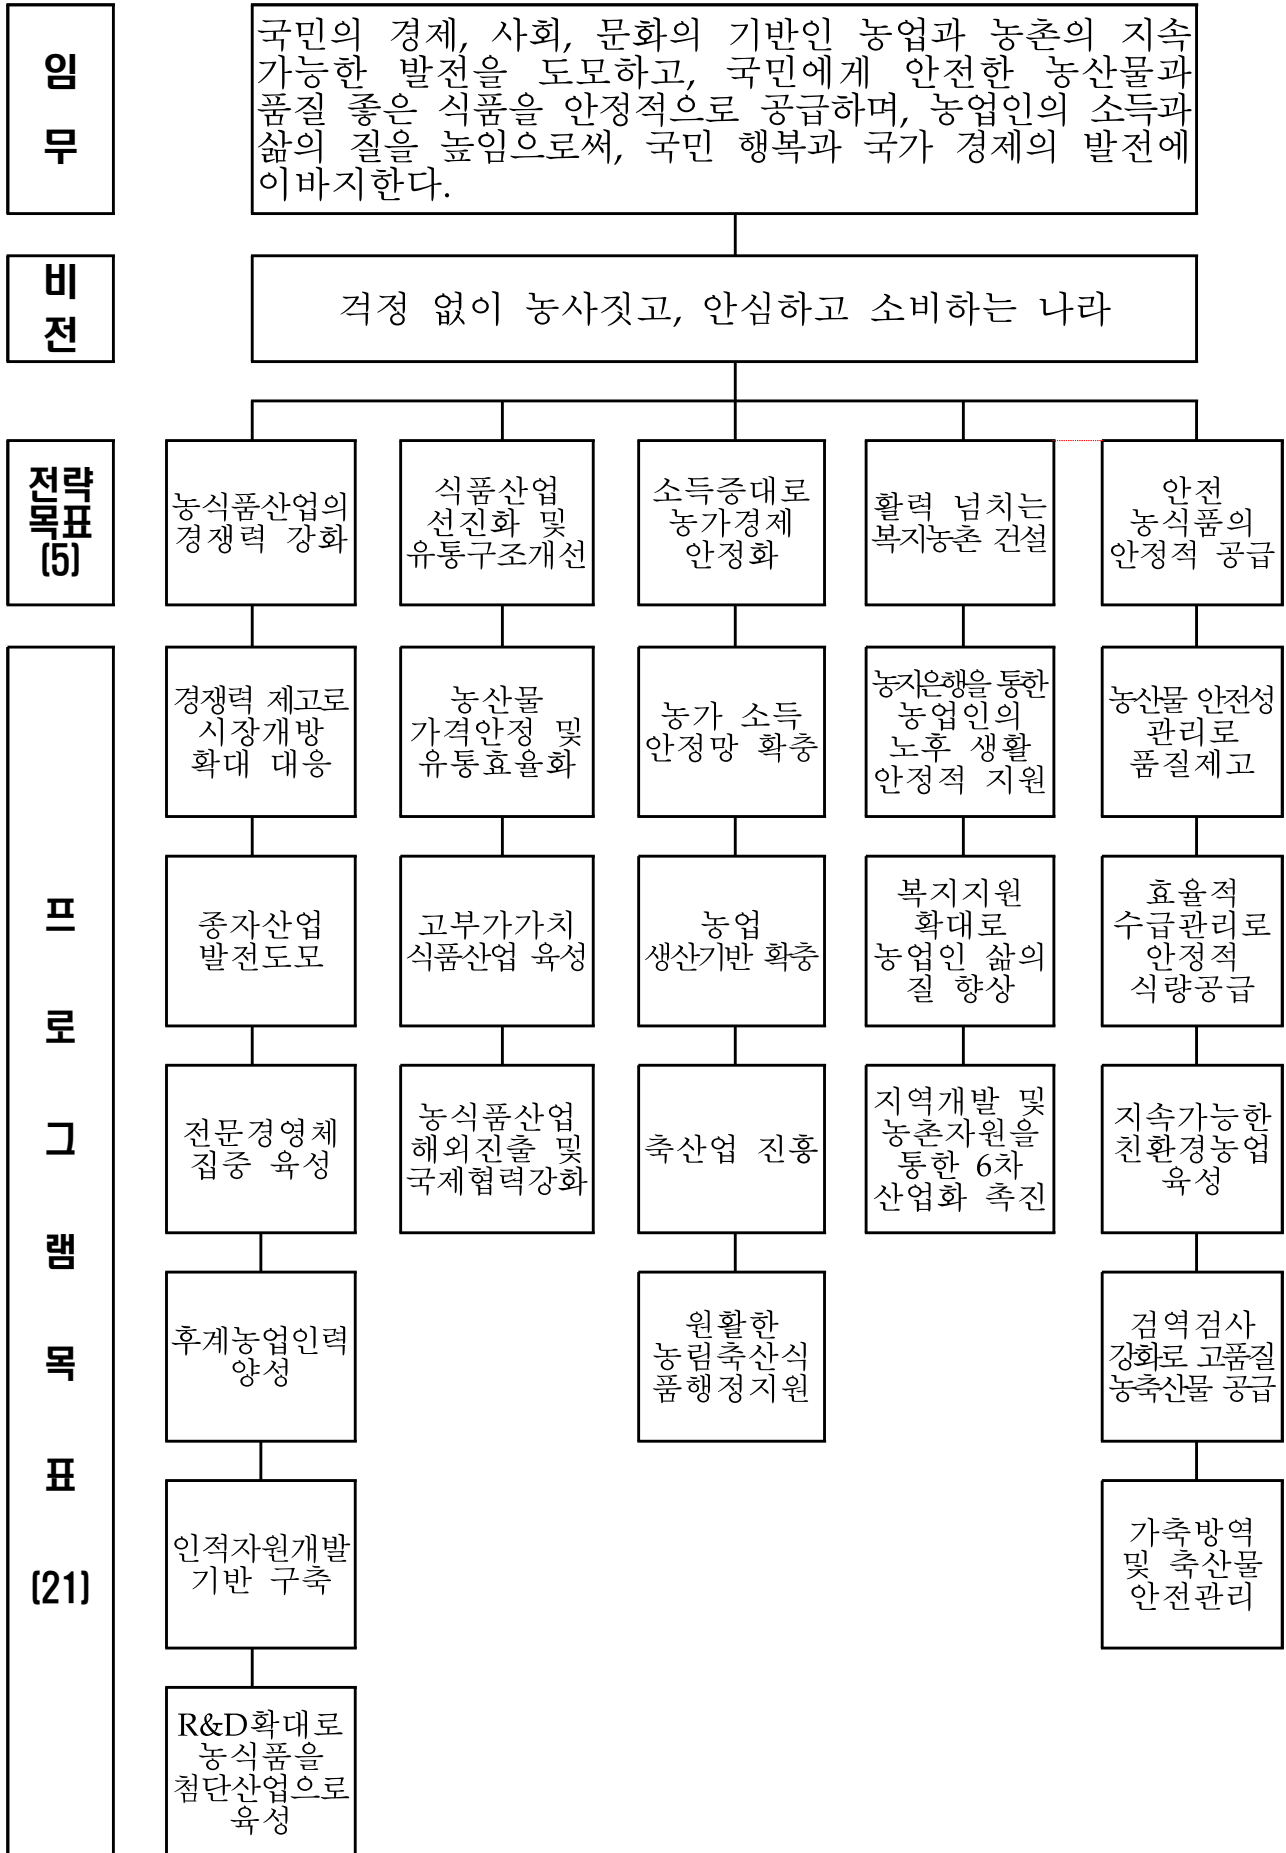 임
무
국민의 경제, 사회, 문화의 기반인 농업과 농촌의 지속
가능한 발전을 도모하고, 국민에게 안전한 농산물과
품질 좋은 식품을 안정적으로 공급하며, 농업인의 소득과
삶의 질을 높임으로써, 국민 행복과 국가 경제의 발전에
이바지한다.
비
전
걱정 없이 농사짓고, 안심하고 소비하는 나라
전략
목표
(5)
농식품산업의
경쟁력 강화
식품산업
선진화 및
유통구조개선
소득증대로
농가경제
안정화
활력 넘치는
복지농촌 건설
안전
농식품의
안정적 공급
프
로
그
램
목
표
(21)
경쟁력 제고로
시장개방
확대 대응
농산물
가격안정 및
유통효율화
농가 소득
안정망 확충
농지은행을 통한
농업인의
노후 생활
안정적 지원
농산물 안전성
관리로
품질제고
종자산업
발전도모
고부가가치
식품산업 육성
농업
생산기반 확충
복지지원
확대로
농업인 삶의
질 향상
효율적
수급관리로
안정적
식량공급
전문경영체
집중 육성
농식품산업
해외진출 및
국제협력강화
축산업 진흥
지역개발 및
농촌자원을
통한 6차
산업화 촉진
지속가능한
친환경농업
육성
후계농업인력
양성
원활한
농림축산식
품행정지원
검역검사
강화로 고품질
농축산물 공급
인적자원개발
기반 구축
가축방역
및 축산물
안전관리
R&D확대로
농식품을
첨단산업으로
육성